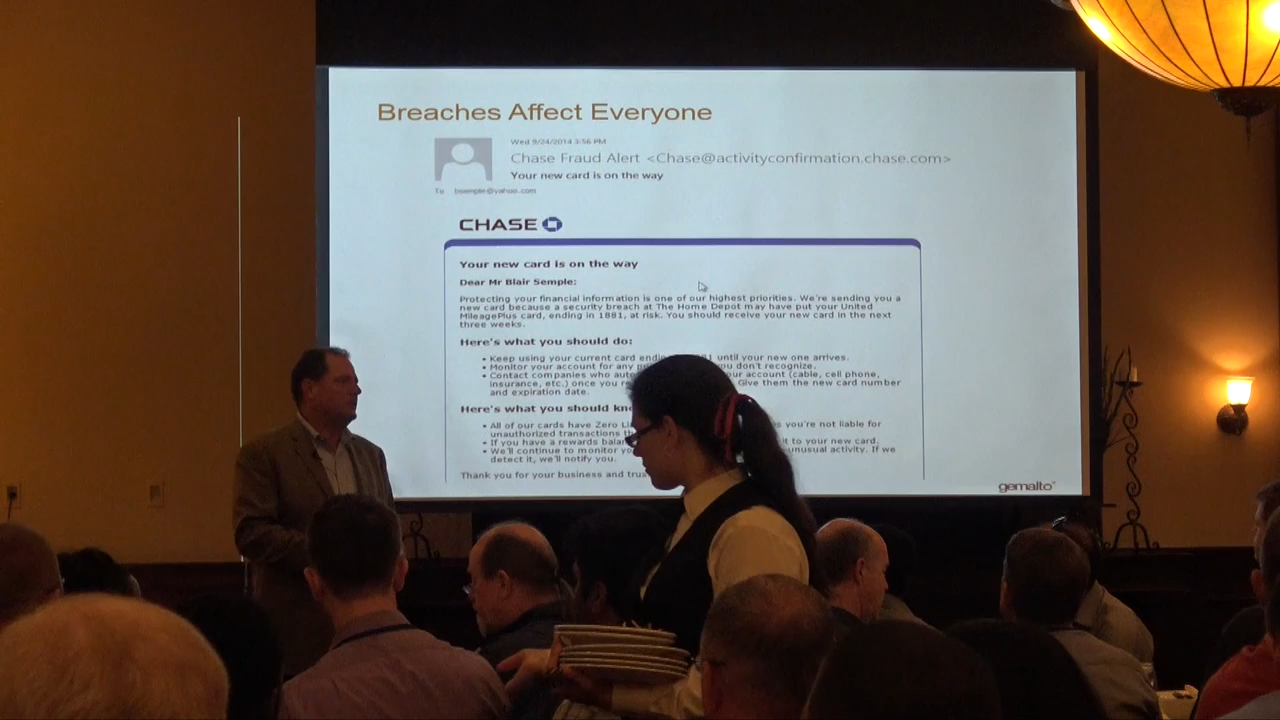 Breaches Affect Everyone
Wed 9/24/2014 3:56 PM
Chase Fraud Alert <Chase@activityconfirmation.chase.com>
Your new card is on the way
To bsemple@yahoo.com
CHASE
Your new card is on the way
Dear Mr Blair Semple:
Protecting your financial information is one of our highest priorities. We're sending you a
new card because a security breach at The Home Depot may have put your United
MileagePlus card, ending in 1881, at risk. You should receive your new card in the next
three weeks.
Here's what you should do:
• Keep using your current card until your new one arrives.
• Monitor your account for any you don't recognize.
• Contact companies who account (cable, cell phone,
insurance, etc.) once you Give them the new card number
and expiration date.
Here's what you should
• All of our cards have Zero you're not liable for
unauthorized transactions
• If you have a rewards to your new card.
• We'll continue to monitor unusual activity. If we
detect it, we'll notify you.
Thank you for your business and
gemalto